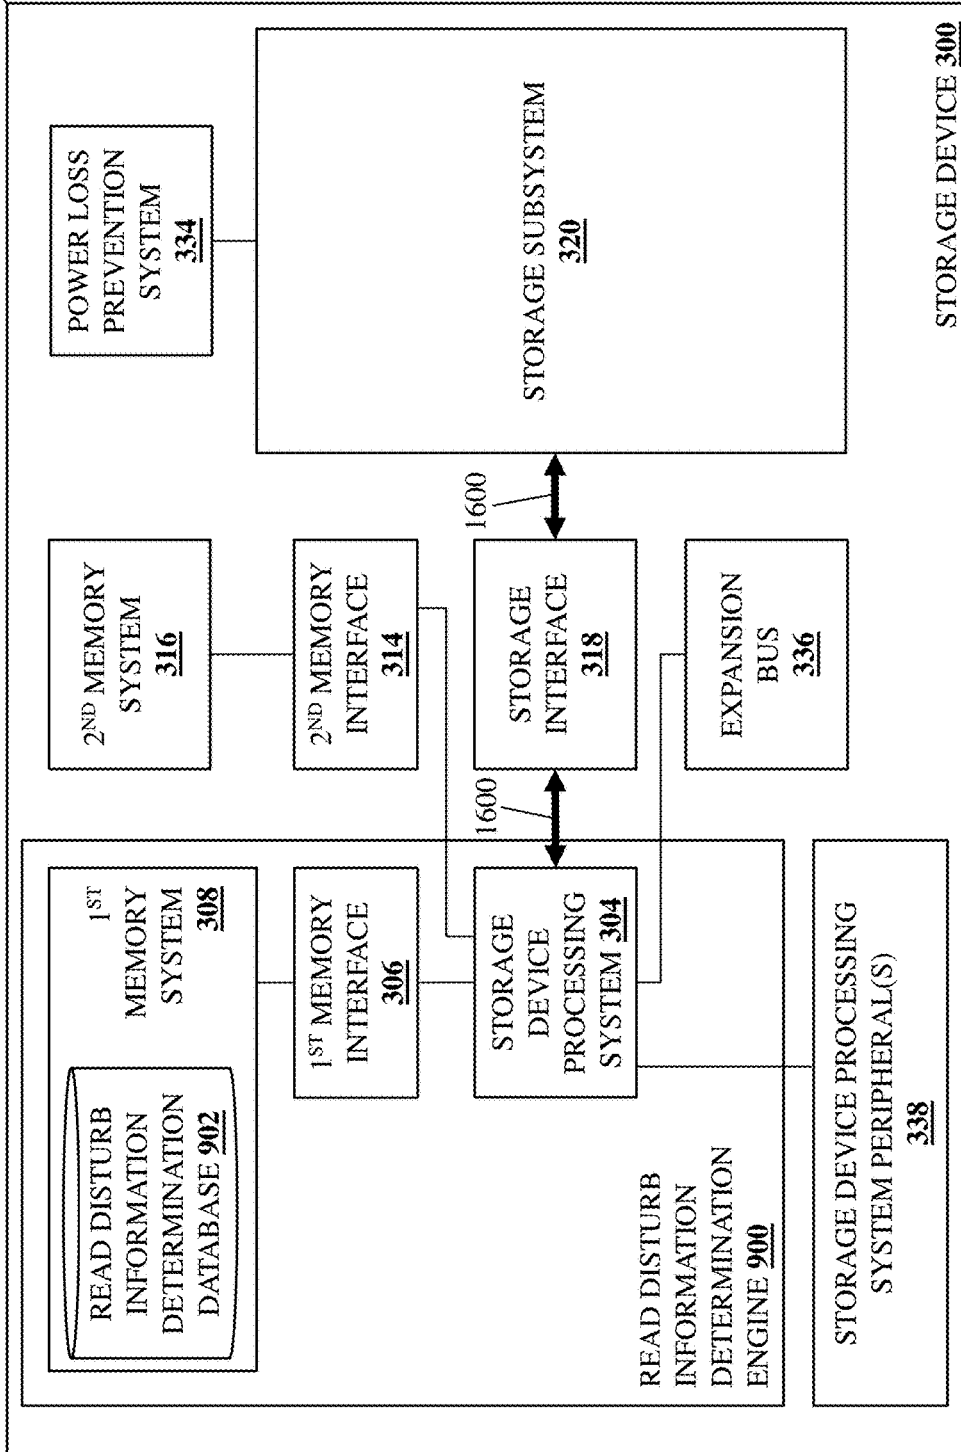 READ DISTURB
INFORMATION
DETERMINATION
DATABASE 902
1ST
MEMORY
SYSTEM
308
1ST MEMORY
INTERFACE
306
STORAGE
DEVICE
PROCESSING
SYSTEM 304
READ DISTURB
INFORMATION
DETERMINATION
ENGINE 900
STORAGE DEVICE PROCESSING
SYSTEM PERIPHERAL(S)
338
2ND MEMORY
SYSTEM
316
2ND MEMORY
INTERFACE
314
1600
STORAGE
INTERFACE
318
1600
EXPANSION
BUS
336
POWER LOSS
PREVENTION
SYSTEM
334
STORAGE SUBSYSTEM
320
STORAGE DEVICE 300